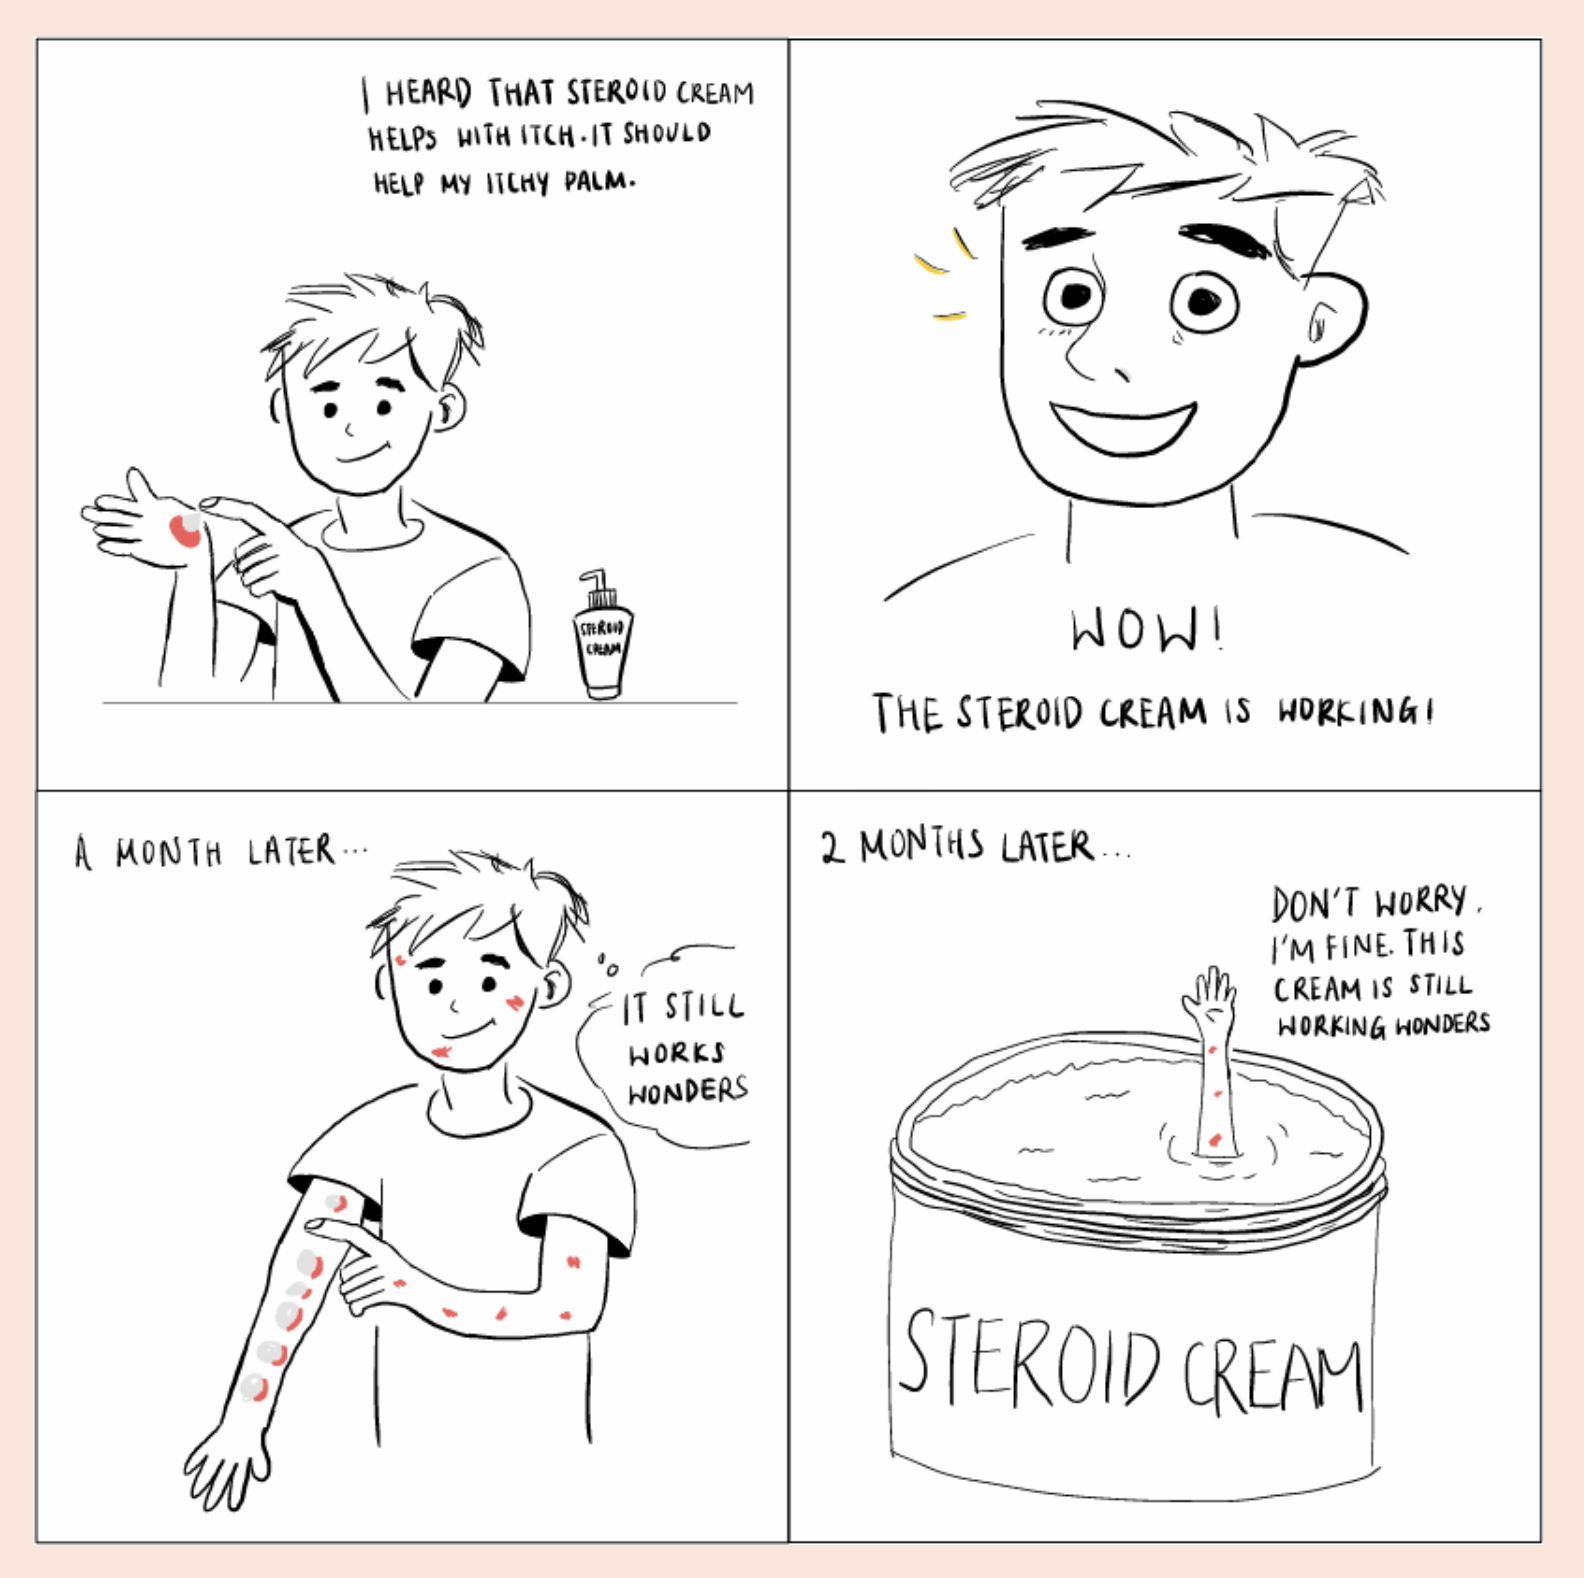 I HEARD THAT STEROID CREAM
HELPS WITH ITCH. IT SHOULD
HELP MY ITCHY PALM.
STEROID
CREAM
WOW!
THE STEROID CREAM IS WORKING!
A MONTH LATER...
IT STILL
WORKS
WONDERS
2 MONTHS LATER...
DON'T WORRY.
I'M FINE. THIS
CREAM IS STILL
WORKING WONDERS
STEROID CREAM